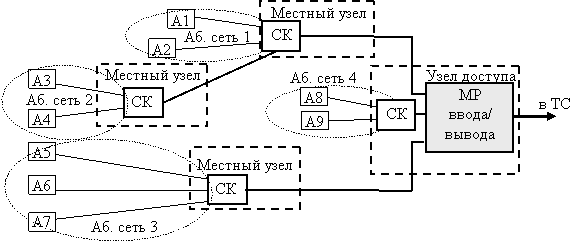 Местный узел
А1
А2
Аб. сеть 1
СК
А3
А4
Аб. сеть 2
Местный узел
СК
Аб. сеть 4
А8
А9
СК
Узел доступа
МР
ввода/
вывода
в ТС
А5
А6
А7
Местный узел
СК
Аб. сеть 3